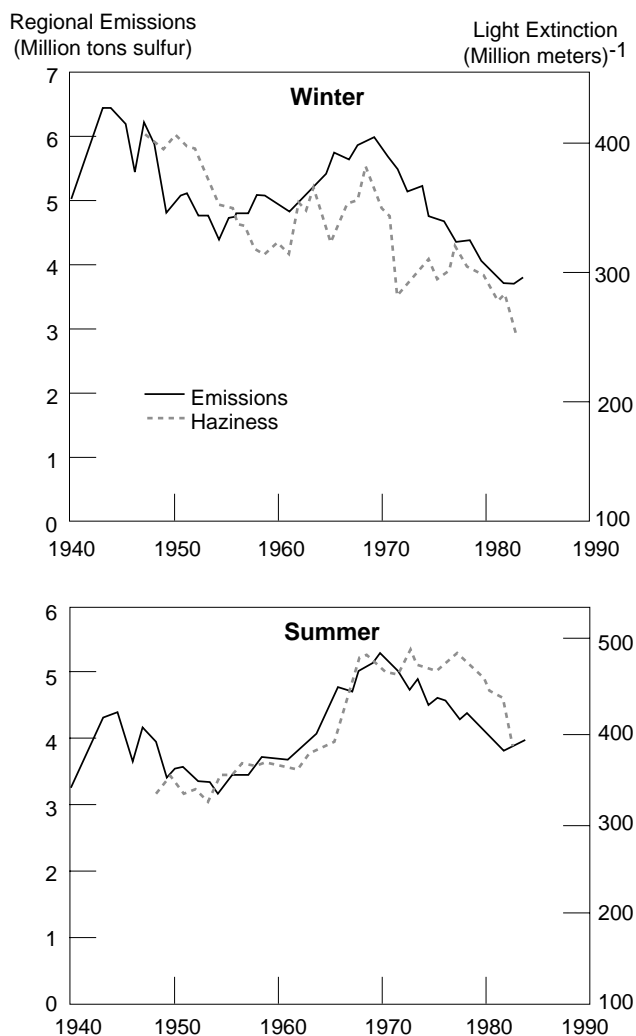 Regional Emissions
(Million tons sulfur)
Light Extinction
(Million meters)-1
Winter
7
6
5
4
3
2
1
0
400
300
200
100
Emissions
Haziness
1940 1950 1960 1970 1980 1990
Summer
6
5
4
3
2
1
0
500
400
300
200
100
1940 1950 1960 1970 1980 1990